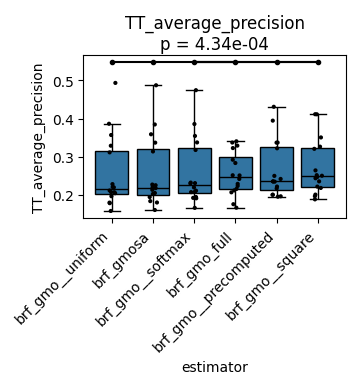 TT_average_precision
p = 4.34e-04
TT_average_precision
0.5
0.4
0.3
0.2
brf_gmo__uniform
brf_gmosa
brf_gmo__softmax
brf_gmo_full
brf_gmo__precomputed
brf_gmo__square
estimator